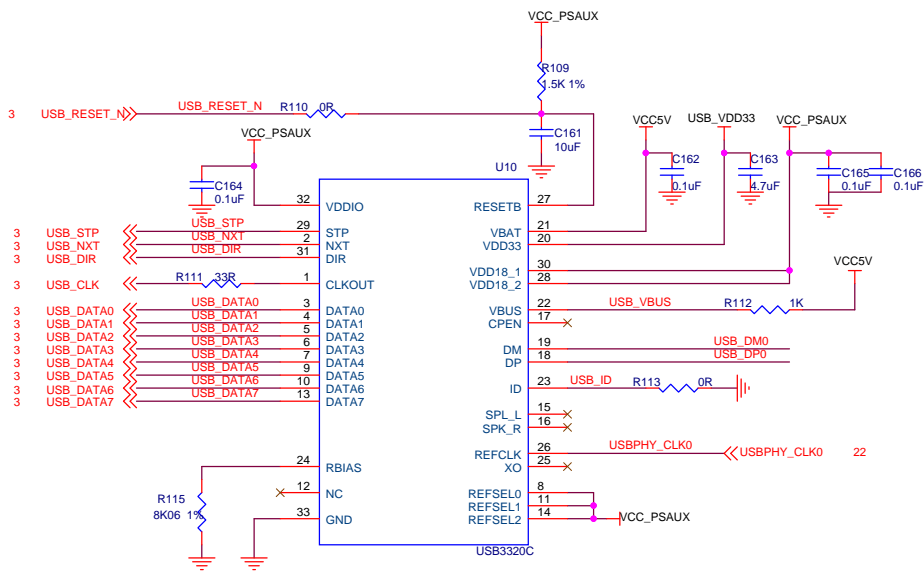 VCC_PSAUX
R109
1.5K 1%
3 USB_RESET_N USB_RESET_N R110 0R
VCC_PSAUX
C161
10uF
VCC5V USB_VDD33 VCC_PSAUX
C162
0.1uF
C163
4.7uF
C165
0.1uF
C166
0.1uF
C164
0.1uF
U10
32 VDDIO RESETB 27
3 USB_STP USB_STP 29 STP VBAT 21
3 USB_NXT USB_NXT 2 NXT VDD33 20
3 USB_DIR USB_DIR 31 DIR
VDD18_1 30
3 USB_CLK R111 33R 1 CLKOUT VDD18_2 28
VCC5V
3 USB_DATA0 USB_DATA0 3 DATA0 VBUS 22 USB_VBUS R112 1K
3 USB_DATA1 USB_DATA1 4 DATA1 CPEN 17
3 USB_DATA2 USB_DATA2 5 DATA2
3 USB_DATA3 USB_DATA3 6 DATA3 DM 19 USB_DM0
3 USB_DATA4 USB_DATA4 7 DATA4 DP 18 USB_DP0
3 USB_DATA5 USB_DATA5 9 DATA5
3 USB_DATA6 USB_DATA6 10 DATA6 ID 23 USB_ID R113 0R
3 USB_DATA7 USB_DATA7 13 DATA7
SPL_L 15
SPK_R 16
REFCLK 26 USBPHY_CLK0 USBPHY_CLK0 22
24 RBIAS XO 25
12 NC REFSEL0 8
R115
8K06 1%
REFSEL1 11
33 GND REFSEL2 14 VCC_PSAUX
USB3320C